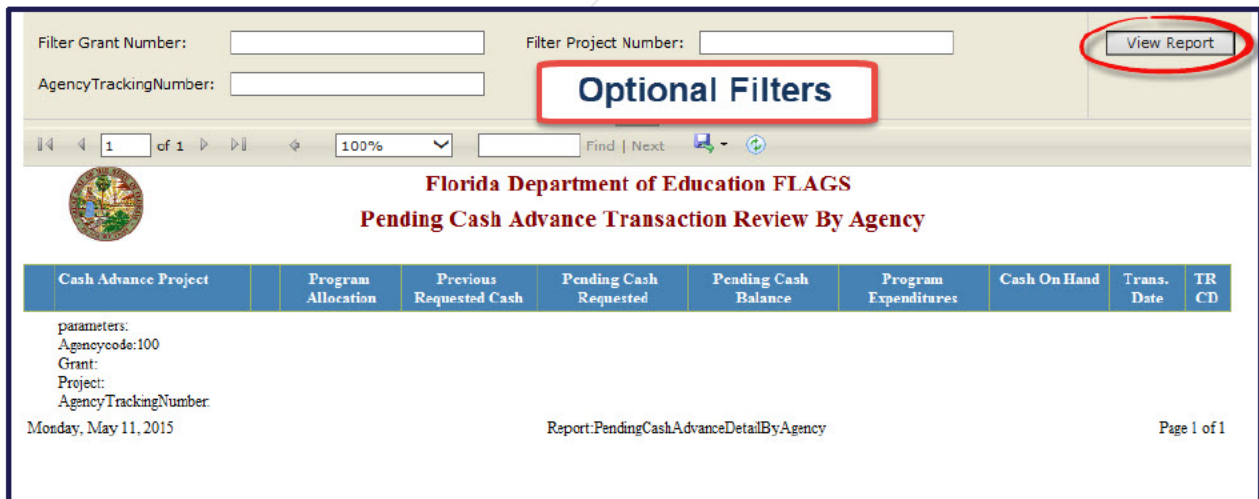 Filter Grant Number: Filter Project Number: View Report
AgencyTrackingNumber: Optional Filters
1 of 1 100% Find | Next
Florida Department of Education FLAGS
Pending Cash Advance Transaction Review By Agency
Cash Advance Project Program Allocation Previous Requested Cash Pending Cash Requested Pending Cash Balance Program Expenditures Cash On Hand Trans. Date TR CD
parameters:
Agencycode:100
Grant:
Project:
AgencyTrackingNumber:
Monday, May 11, 2015 Report:PendingCashAdvanceDetailByAgency Page 1 of 1